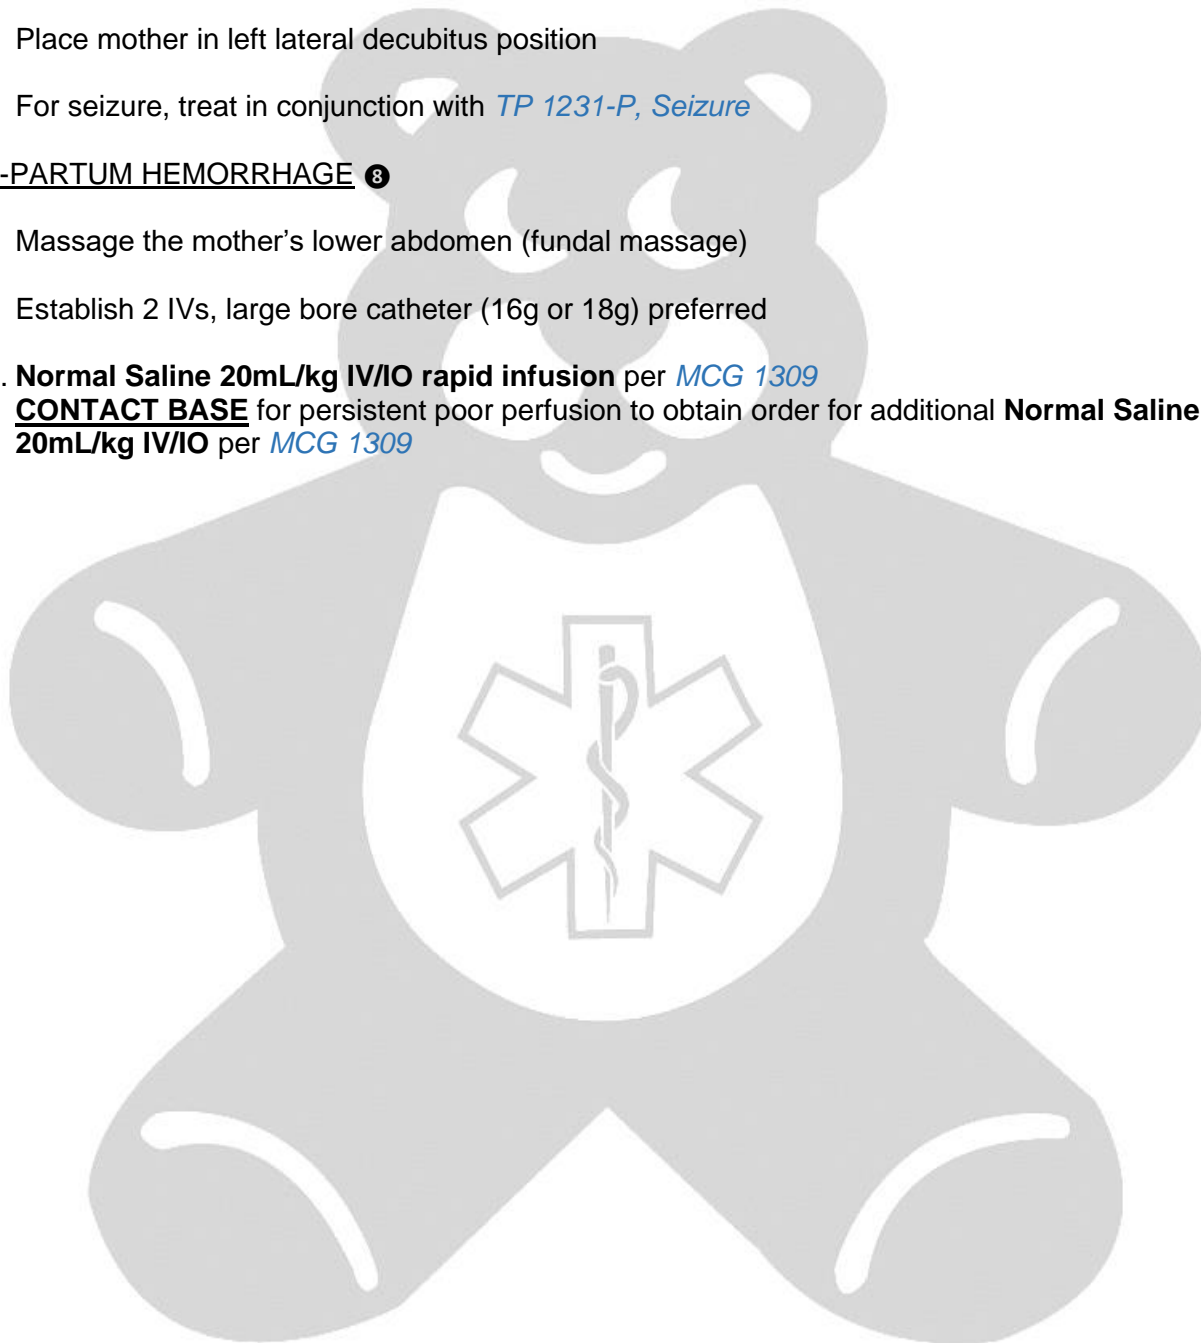 Place mother in left lateral decubitus position
For seizure, treat in conjunction with TP 1231-P, Seizure
-PARTUM HEMORRHAGE ❽
Massage the mother’s lower abdomen (fundal massage)
Establish 2 IVs, large bore catheter (16g or 18g) preferred
. Normal Saline 20mL/kg IV/IO rapid infusion per MCG 1309
CONTACT BASE for persistent poor perfusion to obtain order for additional Normal Saline
20mL/kg IV/IO per MCG 1309